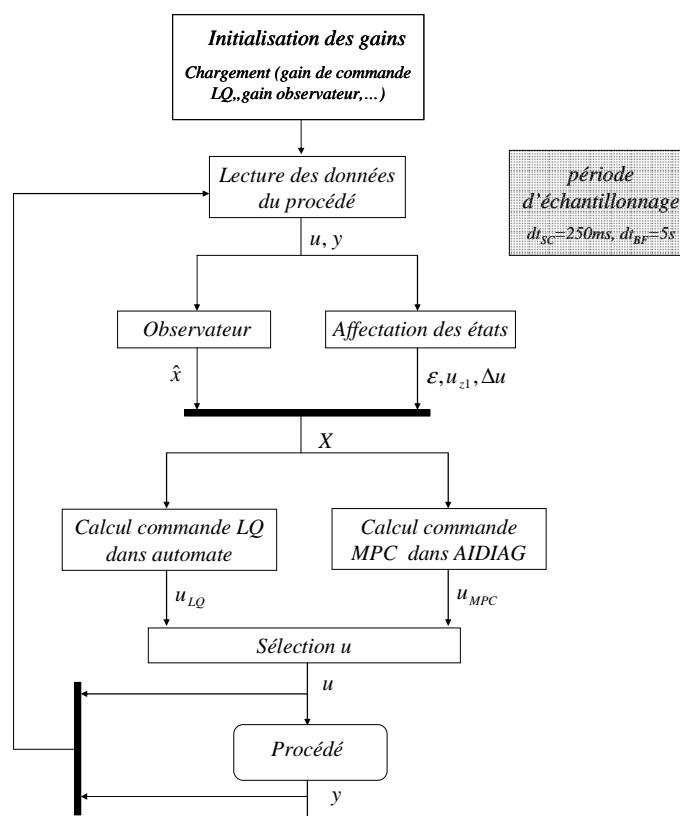 Initialisation des gains
Chargement (gain de commande
LQ,,gain observateur,…)
Lecture des données
du procédé
période
d'échantillonnage
dt_SC=250ms, dt_BF=5s
u, y
Observateur
Affectation des états
x̂
ε, u_z1, Δu
X
Calcul commande LQ
dans automate
Calcul commande
MPC dans AIDIAG
u_LQ
u_MPC
Sélection u
u
Procédé
y